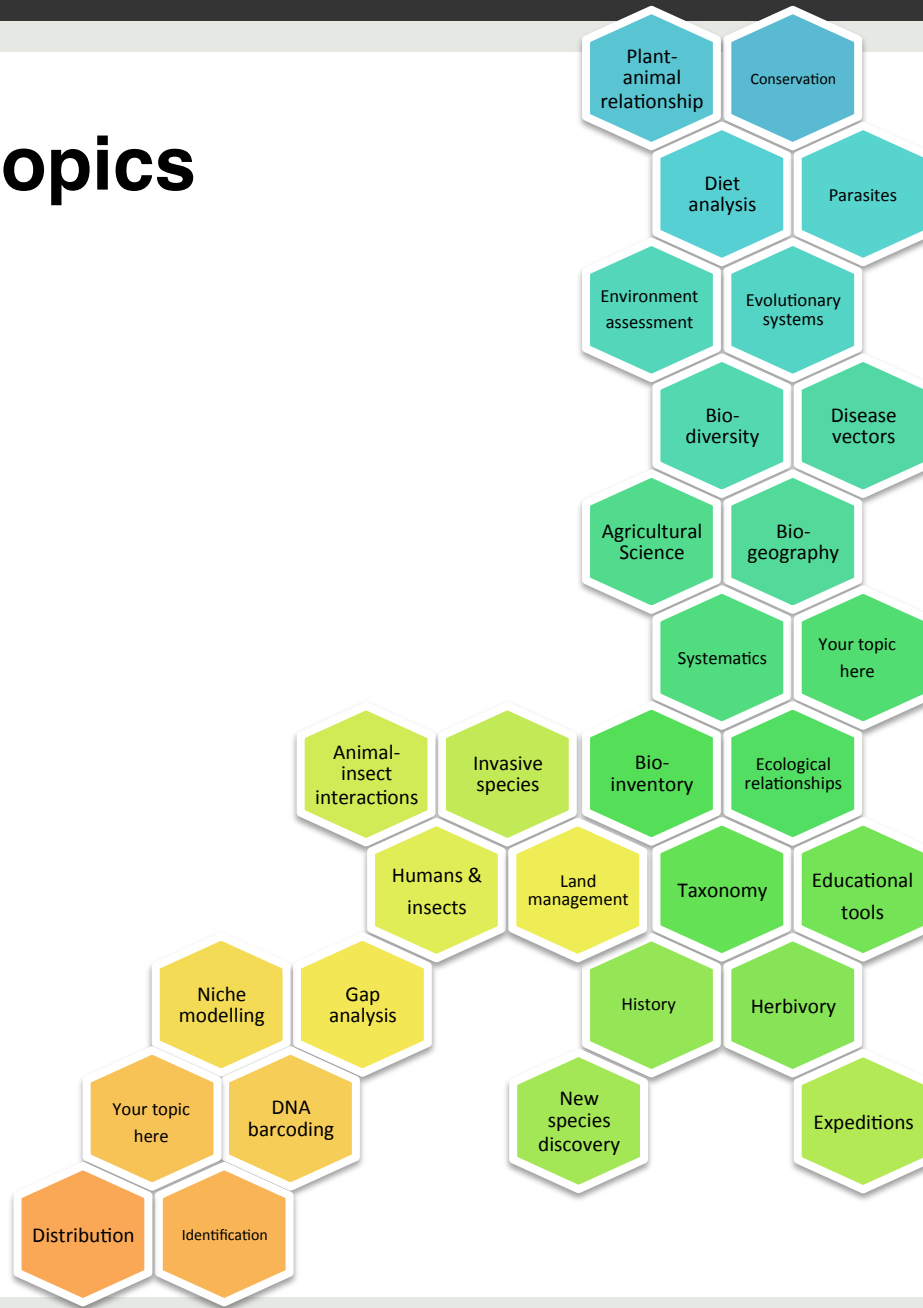 opics
Plant-
animal
relationship
Conservation
Diet
analysis
Parasites
Environment
assessment
Evolutionary
systems
Bio-
diversity
Disease
vectors
Agricultural
Science
Bio-
geography
Systematics
Your topic
here
Animal-
insect
interactions
Invasive
species
Bio-
inventory
Ecological
relationships
Humans &
insects
Land
management
Taxonomy
Educational
tools
Niche
modelling
Gap
analysis
History
Herbivory
Your topic
here
DNA
barcoding
New
species
discovery
Expeditions
Distribution
Identification